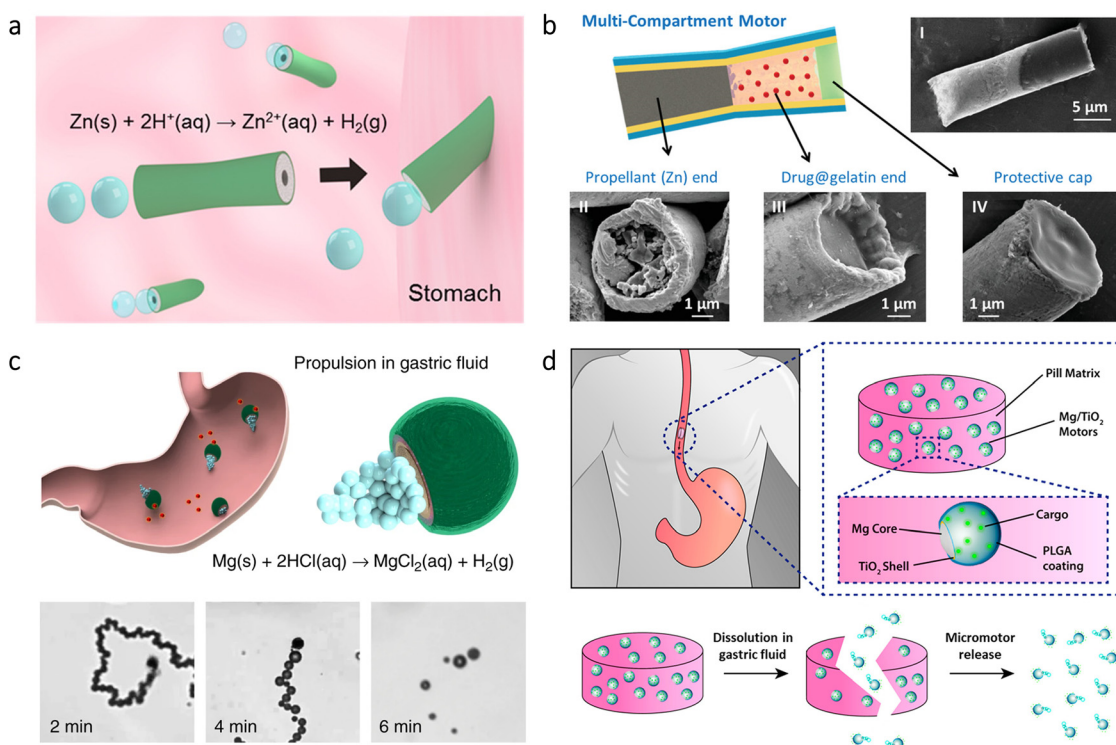 a
Zn(s) + 2H⁺(aq) → Zn²⁺(aq) + H₂(g)
Stomach
b
Multi-Compartment Motor
I
5 μm
Propellant (Zn) end
Drug@gelatin end
Protective cap
II
1 μm
III
1 μm
IV
1 μm
c
Propulsion in gastric fluid
Mg(s) + 2HCl(aq) → MgCl₂(aq) + H₂(g)
2 min
4 min
6 min
d
Pill Matrix
Mg/TiO₂
Motors
Mg Core
TiO₂ Shell
Cargo
PLGA
coating
Dissolution in
gastric fluid
Micromotor
release